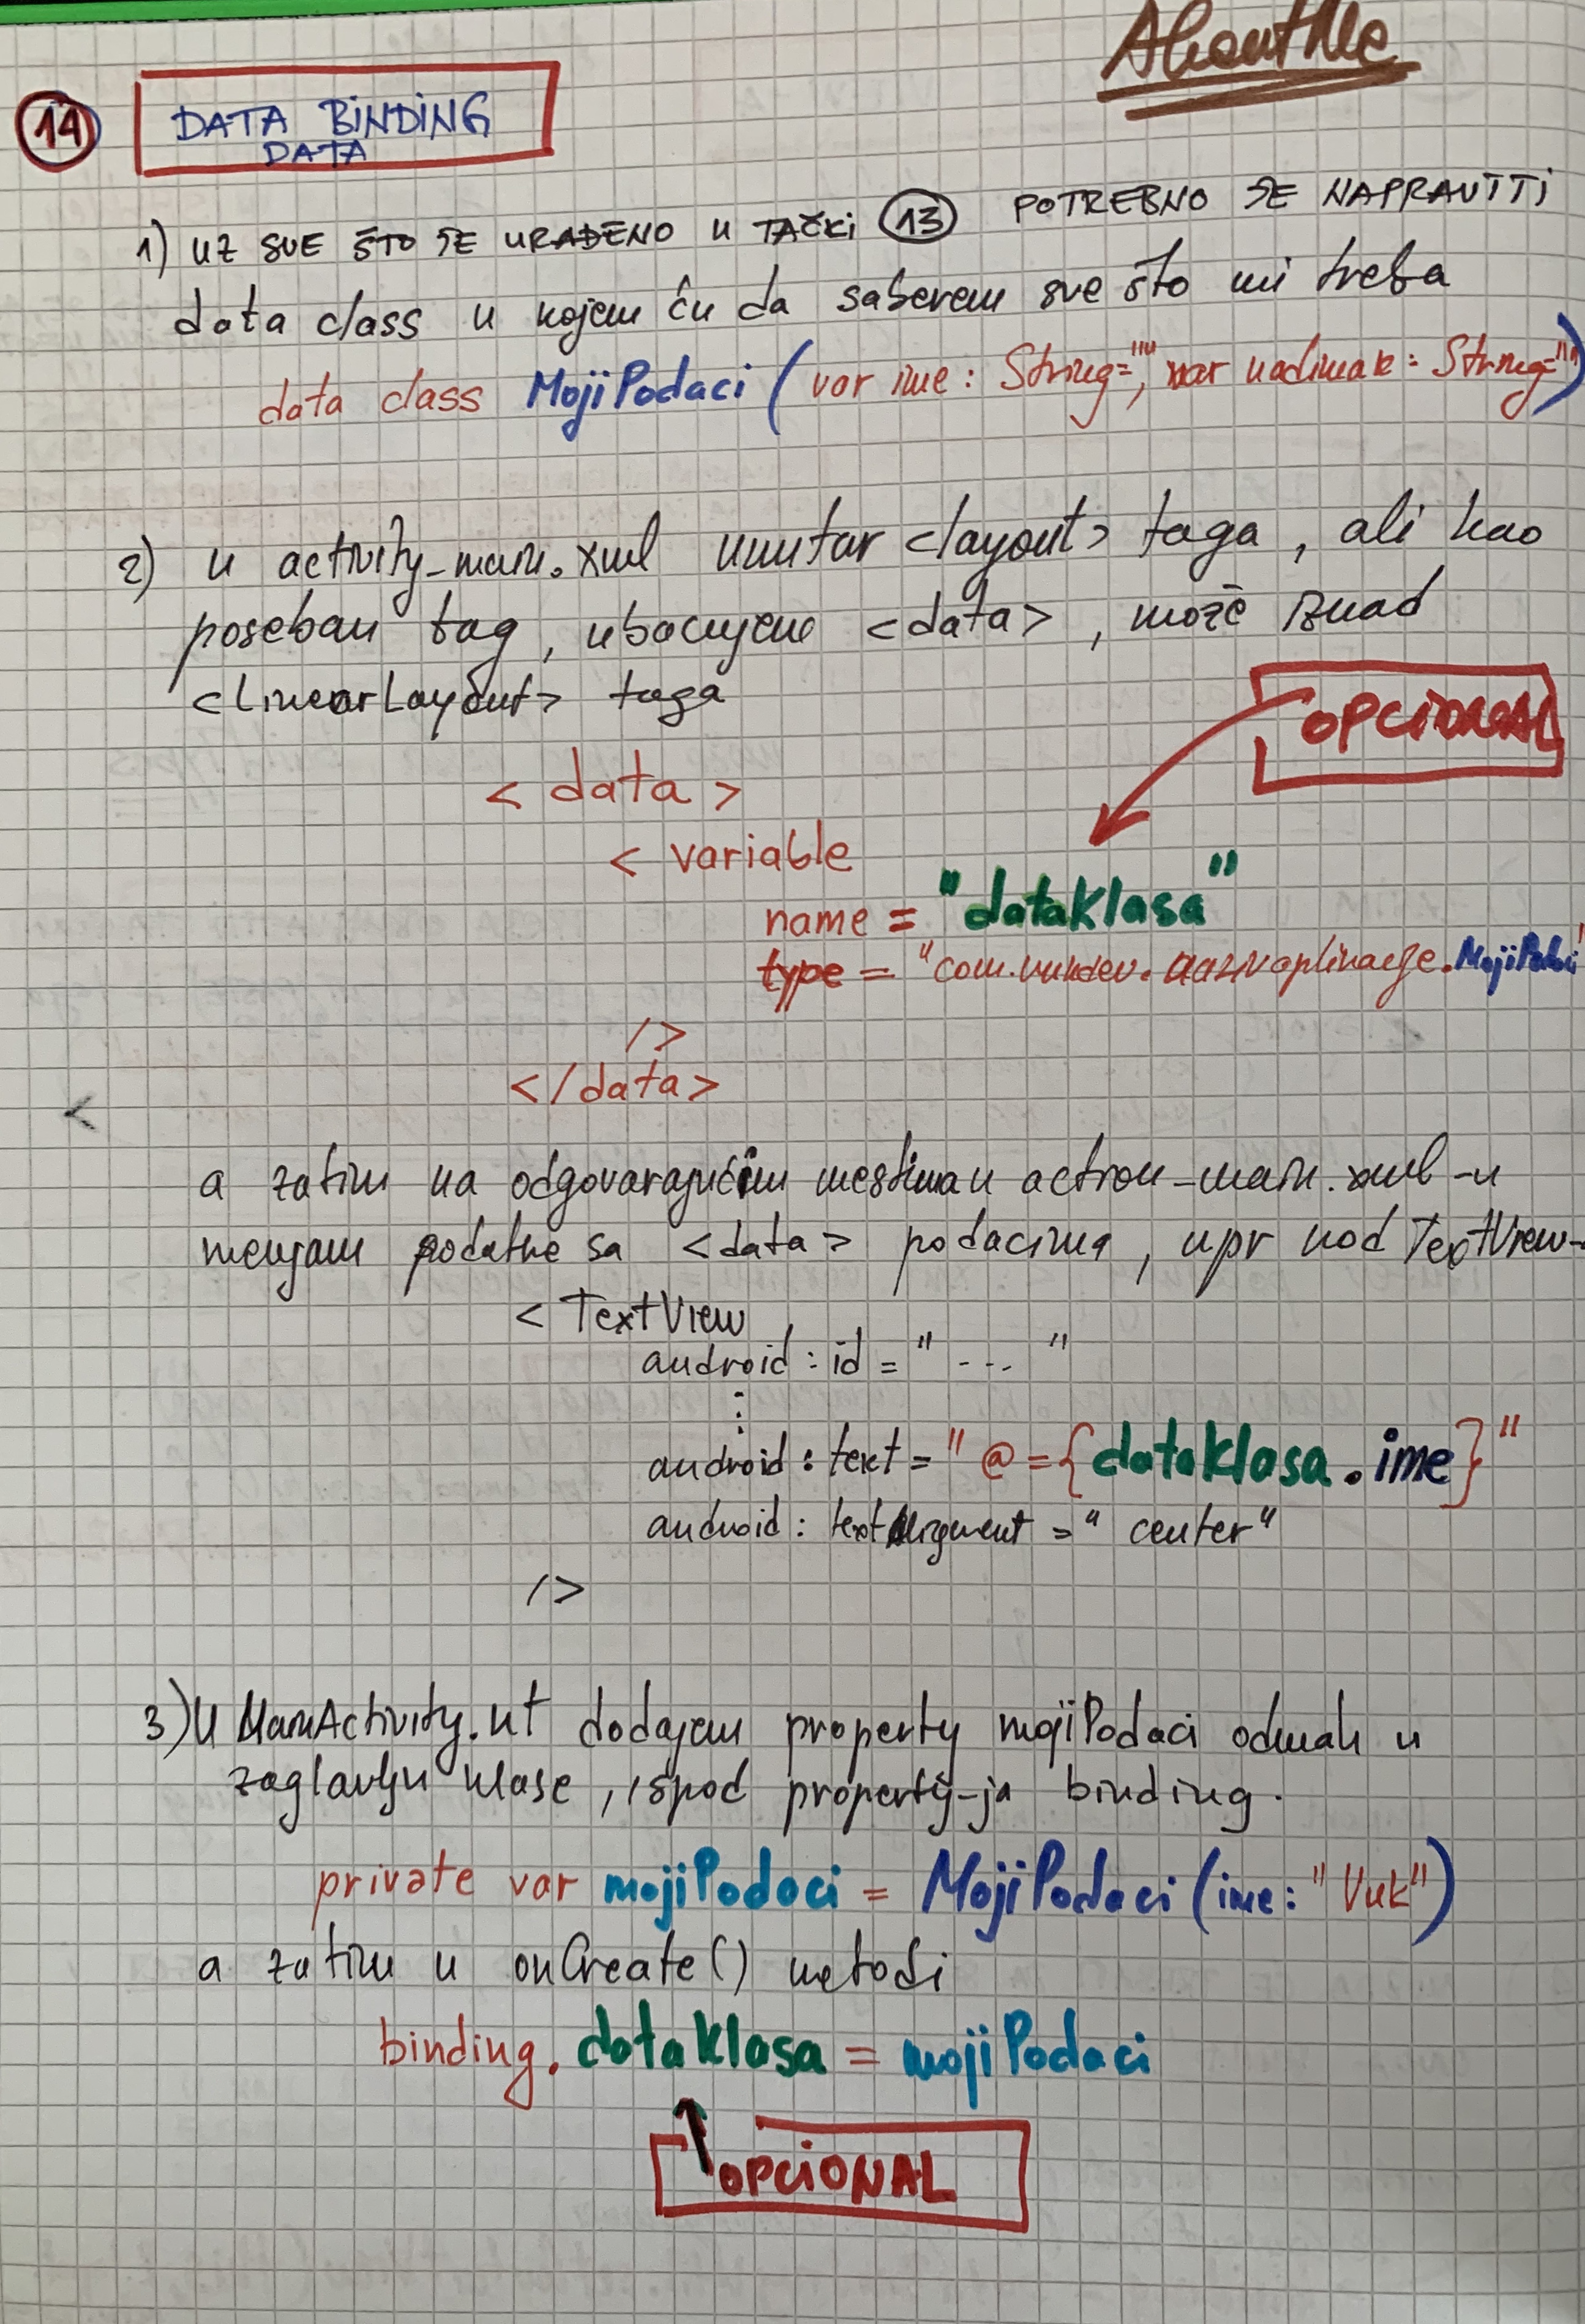 AboutMe
14 DATA BINDING
DATA
1) UZ SVE ŠTO JE URAĐENO U TAČKI 13 POTREBNO JE NAPRAVITI
data class u kojem ću da saberem sve što mi treba
data class MojiPodaci (var ime: String="", var nadimak: String="")
2) u activity_main.xml unutar <layout> taga, ali kao
poseban tag, ubacujem <data>, može iznad
<LinearLayout> taga
OPCIONAL
<data>
<variable
name = "dataKlasa"
type = "com.vukdev.nazivaplikacije.MojiPodaci"
/>
</data>
<
a zatim na odgovarajućim mestima u action_main.xml-u
menjam podatke sa <data> podacima, npr kod TextView-
<TextView
android:id = " --- "
⋮
android:text = "@={dataKlasa.ime}"
android:textAlignment = "center"
/>
3) U MainActivity.kt dodajem property mojiPodaci odmah u
zaglavlju klase, ispod property-ja binding.
private var mojiPodaci = MojiPodaci(ime: "Vuk")
a zatim u onCreate() metodi
binding.dataKlasa = mojiPodaci
OPCIONAL